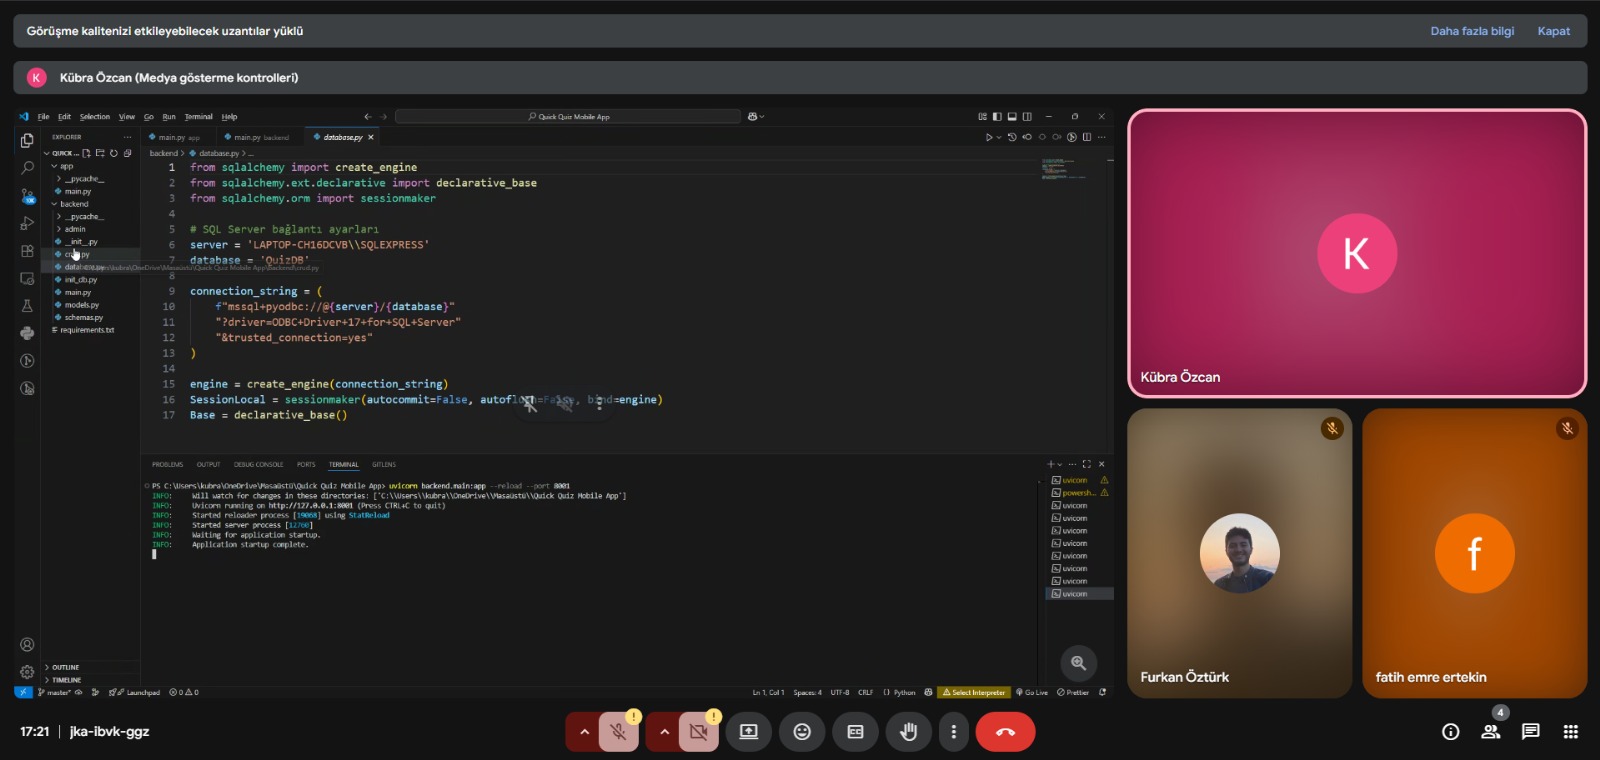 Görüşme kalitenizi etkileyebilecek uzantılar yüklü
Daha fazla bilgi
Kapat
K
Kübra Özcan (Medya gösterme kontrolleri)
File Edit Selection View Go Run Terminal Help
Quick Quiz Mobile App
EXPLORER
main.py app
main.py backend
database.py
QUICK ...
backend > database.py > ...
app
__pycache__
main.py
backend
__pycache__
admin
__init__.py
init_db.py
main.py
models.py
schemas.py
requirements.txt
1 from sqlalchemy import create_engine
2 from sqlalchemy.ext.declarative import declarative_base
3 from sqlalchemy.orm import sessionmaker
4
5 # SQL Server bağlantı ayarları
6 server = 'LAPTOP-CH16DCVB\\SQLEXPRESS'
7 database = 'QuizDB'
8
9 connection_string = (
10 f"mssql+pyodbc://@{server}/{database}"
11 "?driver=ODBC+Driver+17+for+SQL+Server"
12 "&trusted_connection=yes"
13 )
14
15 engine = create_engine(connection_string)
16 SessionLocal = sessionmaker(autocommit=False, autoflush=False, bind=engine)
17 Base = declarative_base()
PROBLEMS OUTPUT DEBUG CONSOLE PORTS TERMINAL GITLENS
PS C:\Users\kubra\OneDrive\Masaüstü\Quick Quiz Mobile App> uvicorn backend.main:app --reload --port 8001
INFO: Will watch for changes in these directories: ['C:\\Users\\kubra\\OneDrive\\Masaüstü\\Quick Quiz Mobile App']
INFO: Uvicorn running on http://127.0.0.1:8001 (Press CTRL+C to quit)
INFO: Started reloader process [19068] using StatReload
INFO: Started server process [12760]
INFO: Waiting for application startup.
INFO: Application startup complete.
uvicorn
powersh...
uvicorn
uvicorn
uvicorn
uvicorn
uvicorn
uvicorn
uvicorn
uvicorn
OUTLINE
TIMELINE
master*
Launchpad
0 0
Ln 1, Col 1
Spaces: 4
UTF-8
CRLF
Python
Select Interpreter
Go Live
Prettier
K
Kübra Özcan
Furkan Öztürk
f
fatih emre ertekin
17:21 | jka-ibvk-ggz
4